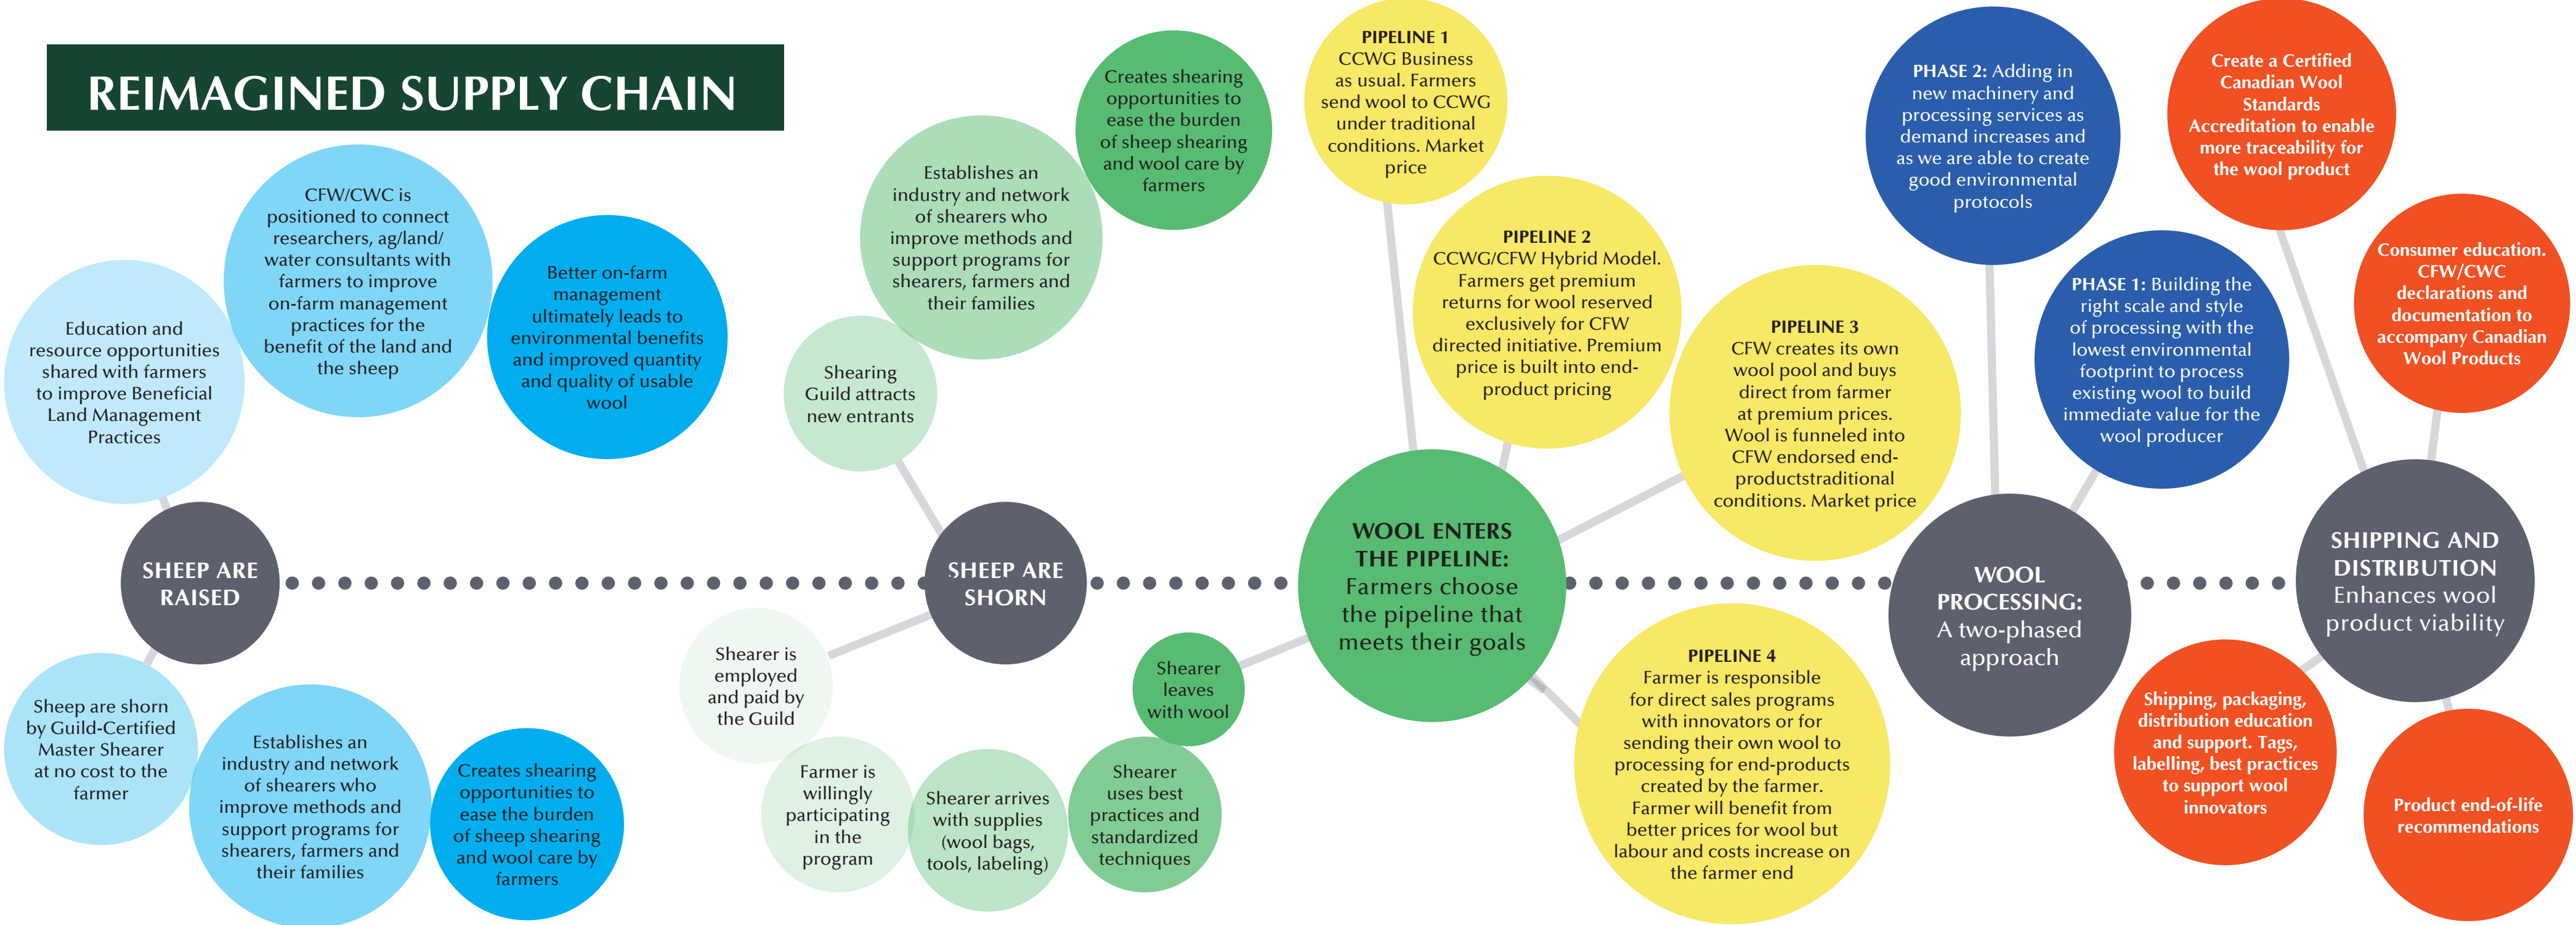 REIMAGINED SUPPLY CHAIN
Education and
resource opportunities
shared with farmers
to improve Beneficial
Land Management
Practices
CFW/CWC is
positioned to connect
researchers, ag/land/
water consultants with
farmers to improve
on-farm management
practices for the
benefit of the land and
the sheep
Better on-farm
management
ultimately leads to
environmental benefits
and improved quantity
and quality of usable
wool
SHEEP ARE
RAISED
Sheep are shorn
by Guild-Certified
Master Shearer
at no cost to the
farmer
Establishes an
industry and network
of shearers who
improve methods and
support programs for
shearers, farmers and
their families
Creates shearing
opportunities to
ease the burden
of sheep shearing
and wool care by
farmers
Shearing
Guild attracts
new entrants
Establishes an
industry and network
of shearers who
improve methods and
support programs for
shearers, farmers and
their families
Creates shearing
opportunities to
ease the burden
of sheep shearing
and wool care by
farmers
SHEEP ARE
SHORN
Shearer is
employed
and paid by
the Guild
Farmer is
willingly
participating
in the
program
Shearer arrives
with supplies
(wool bags,
tools, labeling)
Shearer
uses best
practices and
standardized
techniques
Shearer
leaves
with wool
WOOL ENTERS
THE PIPELINE:
Farmers choose
the pipeline that
meets their goals
PIPELINE 1
CCWG Business
as usual. Farmers
send wool to CCWG
under traditional
conditions. Market
price
PIPELINE 2
CCWG/CFW Hybrid Model.
Farmers get premium
returns for wool reserved
exclusively for CFW
directed initiative. Premium
price is built into end-
product pricing
PIPELINE 3
CFW creates its own
wool pool and buys
direct from farmer
at premium prices.
Wool is funneled into
CFW endorsed end-
productstraditional
conditions. Market price
PIPELINE 4
Farmer is responsible
for direct sales programs
with innovators or for
sending their own wool to
processing for end-products
created by the farmer.
Farmer will benefit from
better prices for wool but
labour and costs increase on
the farmer end
WOOL
PROCESSING:
A two-phased
approach
PHASE 2: Adding in
new machinery and
processing services as
demand increases and
as we are able to create
good environmental
protocols
PHASE 1: Building the
right scale and style
of processing with the
lowest environmental
footprint to process
existing wool to build
immediate value for the
wool producer
SHIPPING AND
DISTRIBUTION
Enhances wool
product viability
Create a Certified
Canadian Wool
Standards
Accreditation to enable
more traceability for
the wool product
Consumer education.
CFW/CWC
declarations and
documentation to
accompany Canadian
Wool Products
Shipping, packaging,
distribution education
and support. Tags,
labelling, best practices
to support wool
innovators
Product end-of-life
recommendations